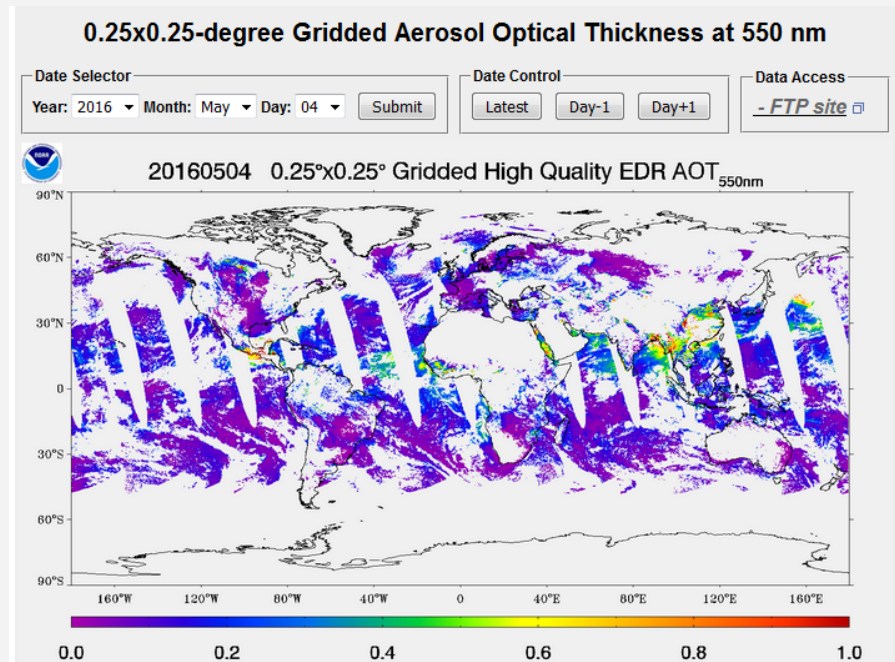 0.25x0.25-degree Gridded Aerosol Optical Thickness at 550 nm
Date Selector
Date Control
Data Access
Year: 2016 Month: May Day: 04 Submit
Latest Day-1 Day+1
- FTP site
NOAA
20160504 0.25°x0.25° Gridded High Quality EDR AOT550nm
90°N
60°N
30°N
0
30°S
60°S
90°S
160°W 120°W 80°W 40°W 0 40°E 80°E 120°E 160°E
0.0 0.2 0.4 0.6 0.8 1.0